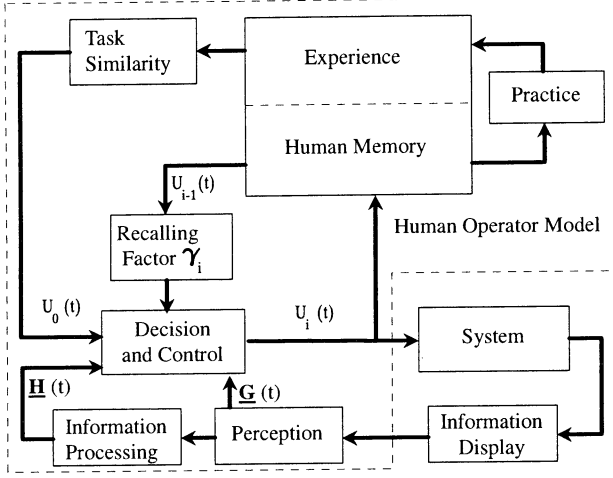 Task
Similarity
Experience
Practice
Human Memory
U_{i-1}(t)
Recalling
Factor γ_i
Human Operator Model
U_0 (t)
Decision
and Control
U_i (t)
System
H (t)
G (t)
Information
Processing
Perception
Information
Display